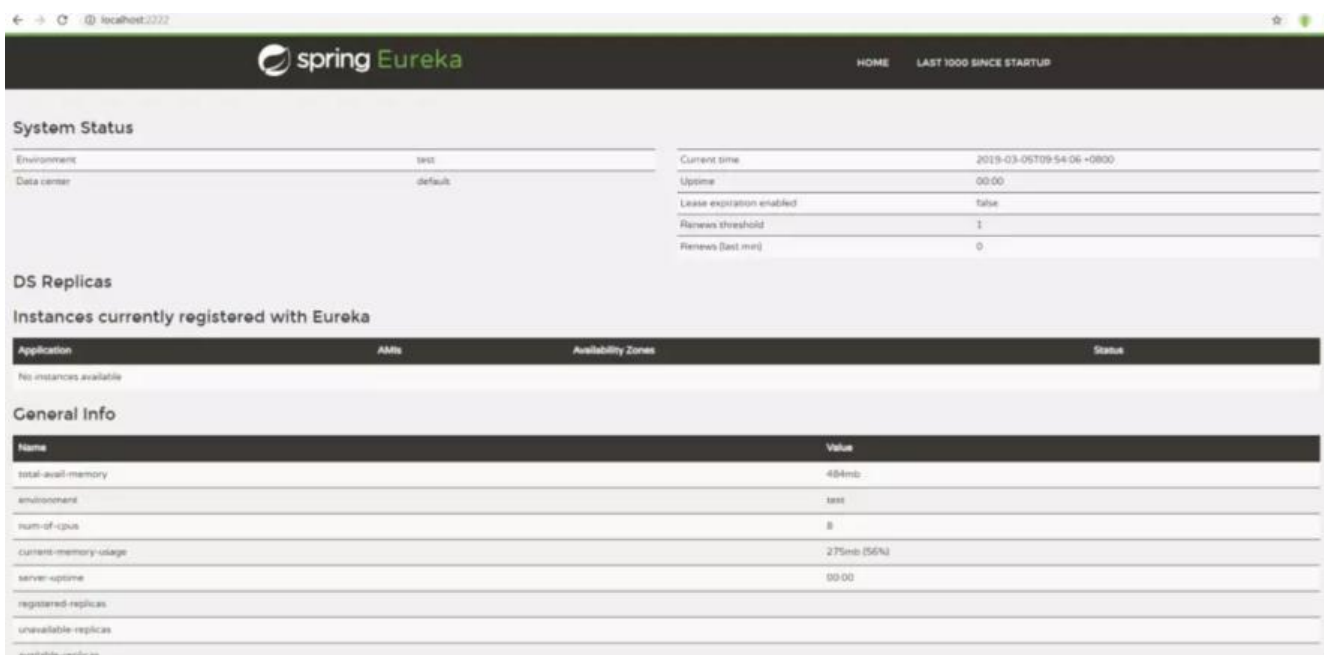 localhost:2222
spring Eureka
HOME LAST 1000 SINCE STARTUP
System Status
Environment test
Data center default
Current time 2019-03-05T09:54:06 +0800
Uptime 00:00
Lease expiration enabled false
Renews threshold 1
Renews (last min) 0
DS Replicas
Instances currently registered with Eureka
Application AMIs Availability Zones Status
No instances available
General Info
Name Value
total-avail-memory 484mb
environment test
num-of-cpus 8
current-memory-usage 275mb (56%)
server-uptime 00:00
registered-replicas
unavailable-replicas
available-replicas